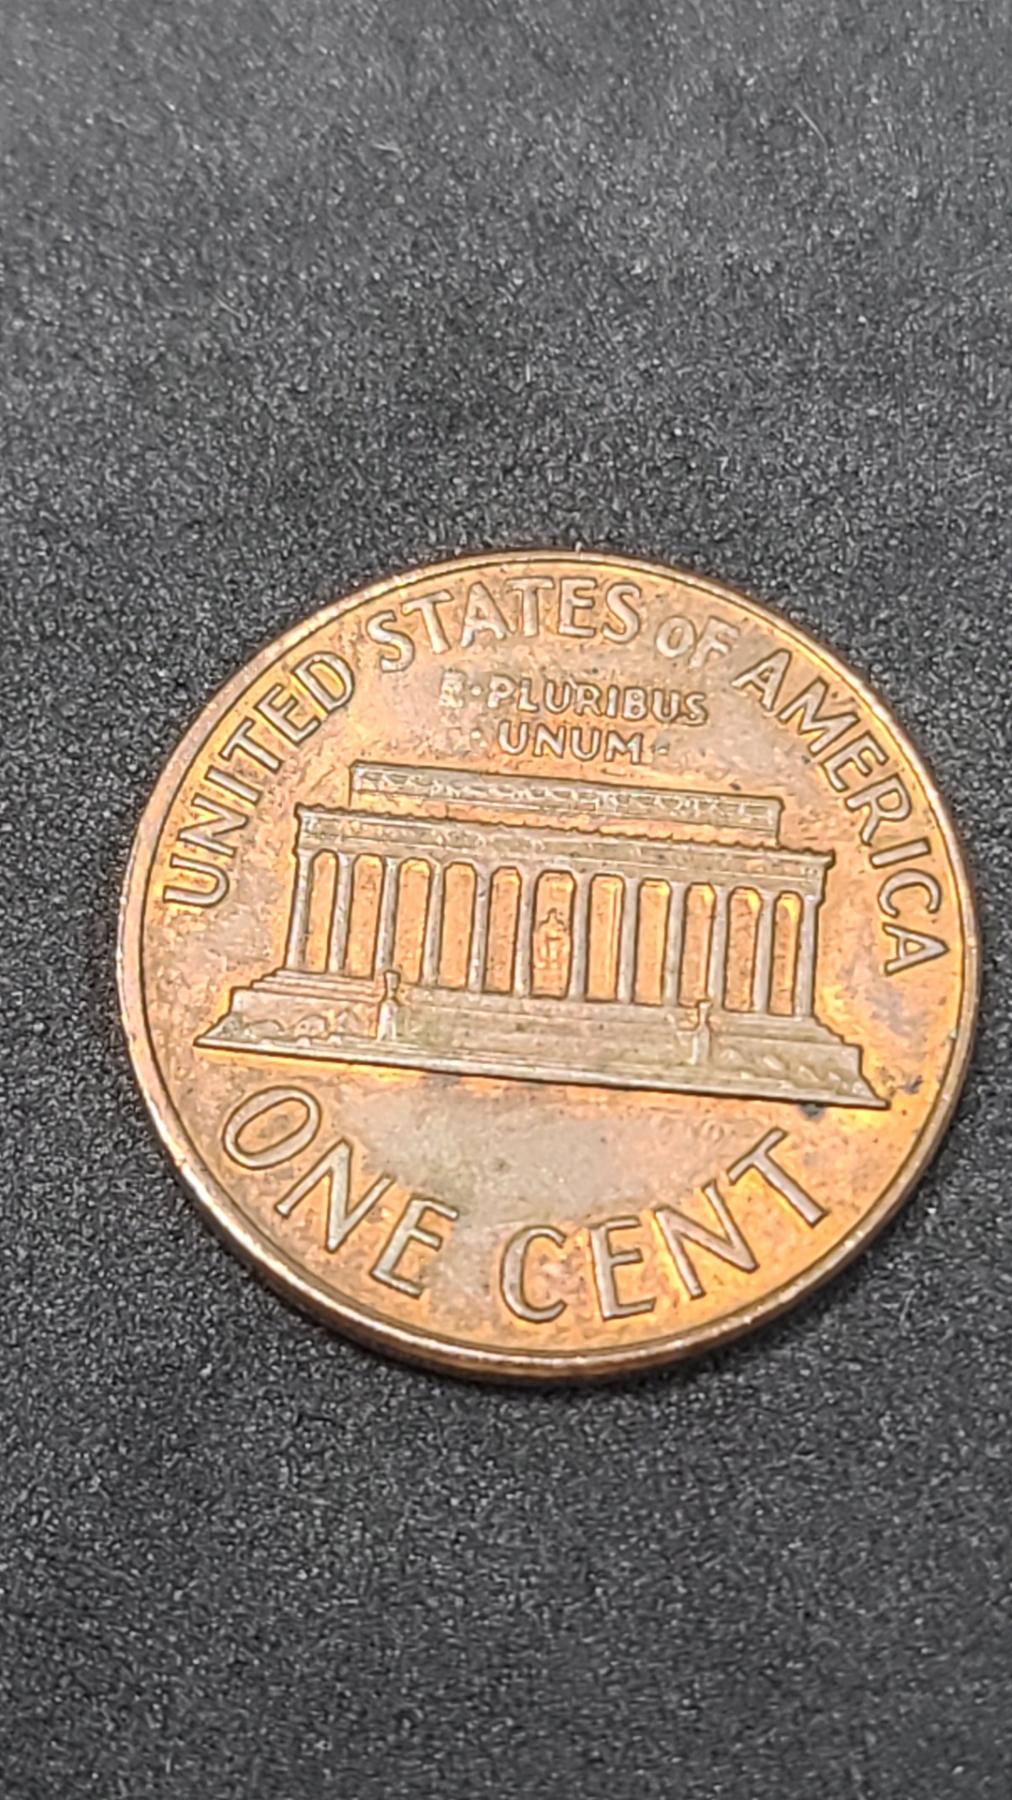 UNITED STATES OF AMERICA
E·PLURIBUS
·UNUM·
ONE CENT